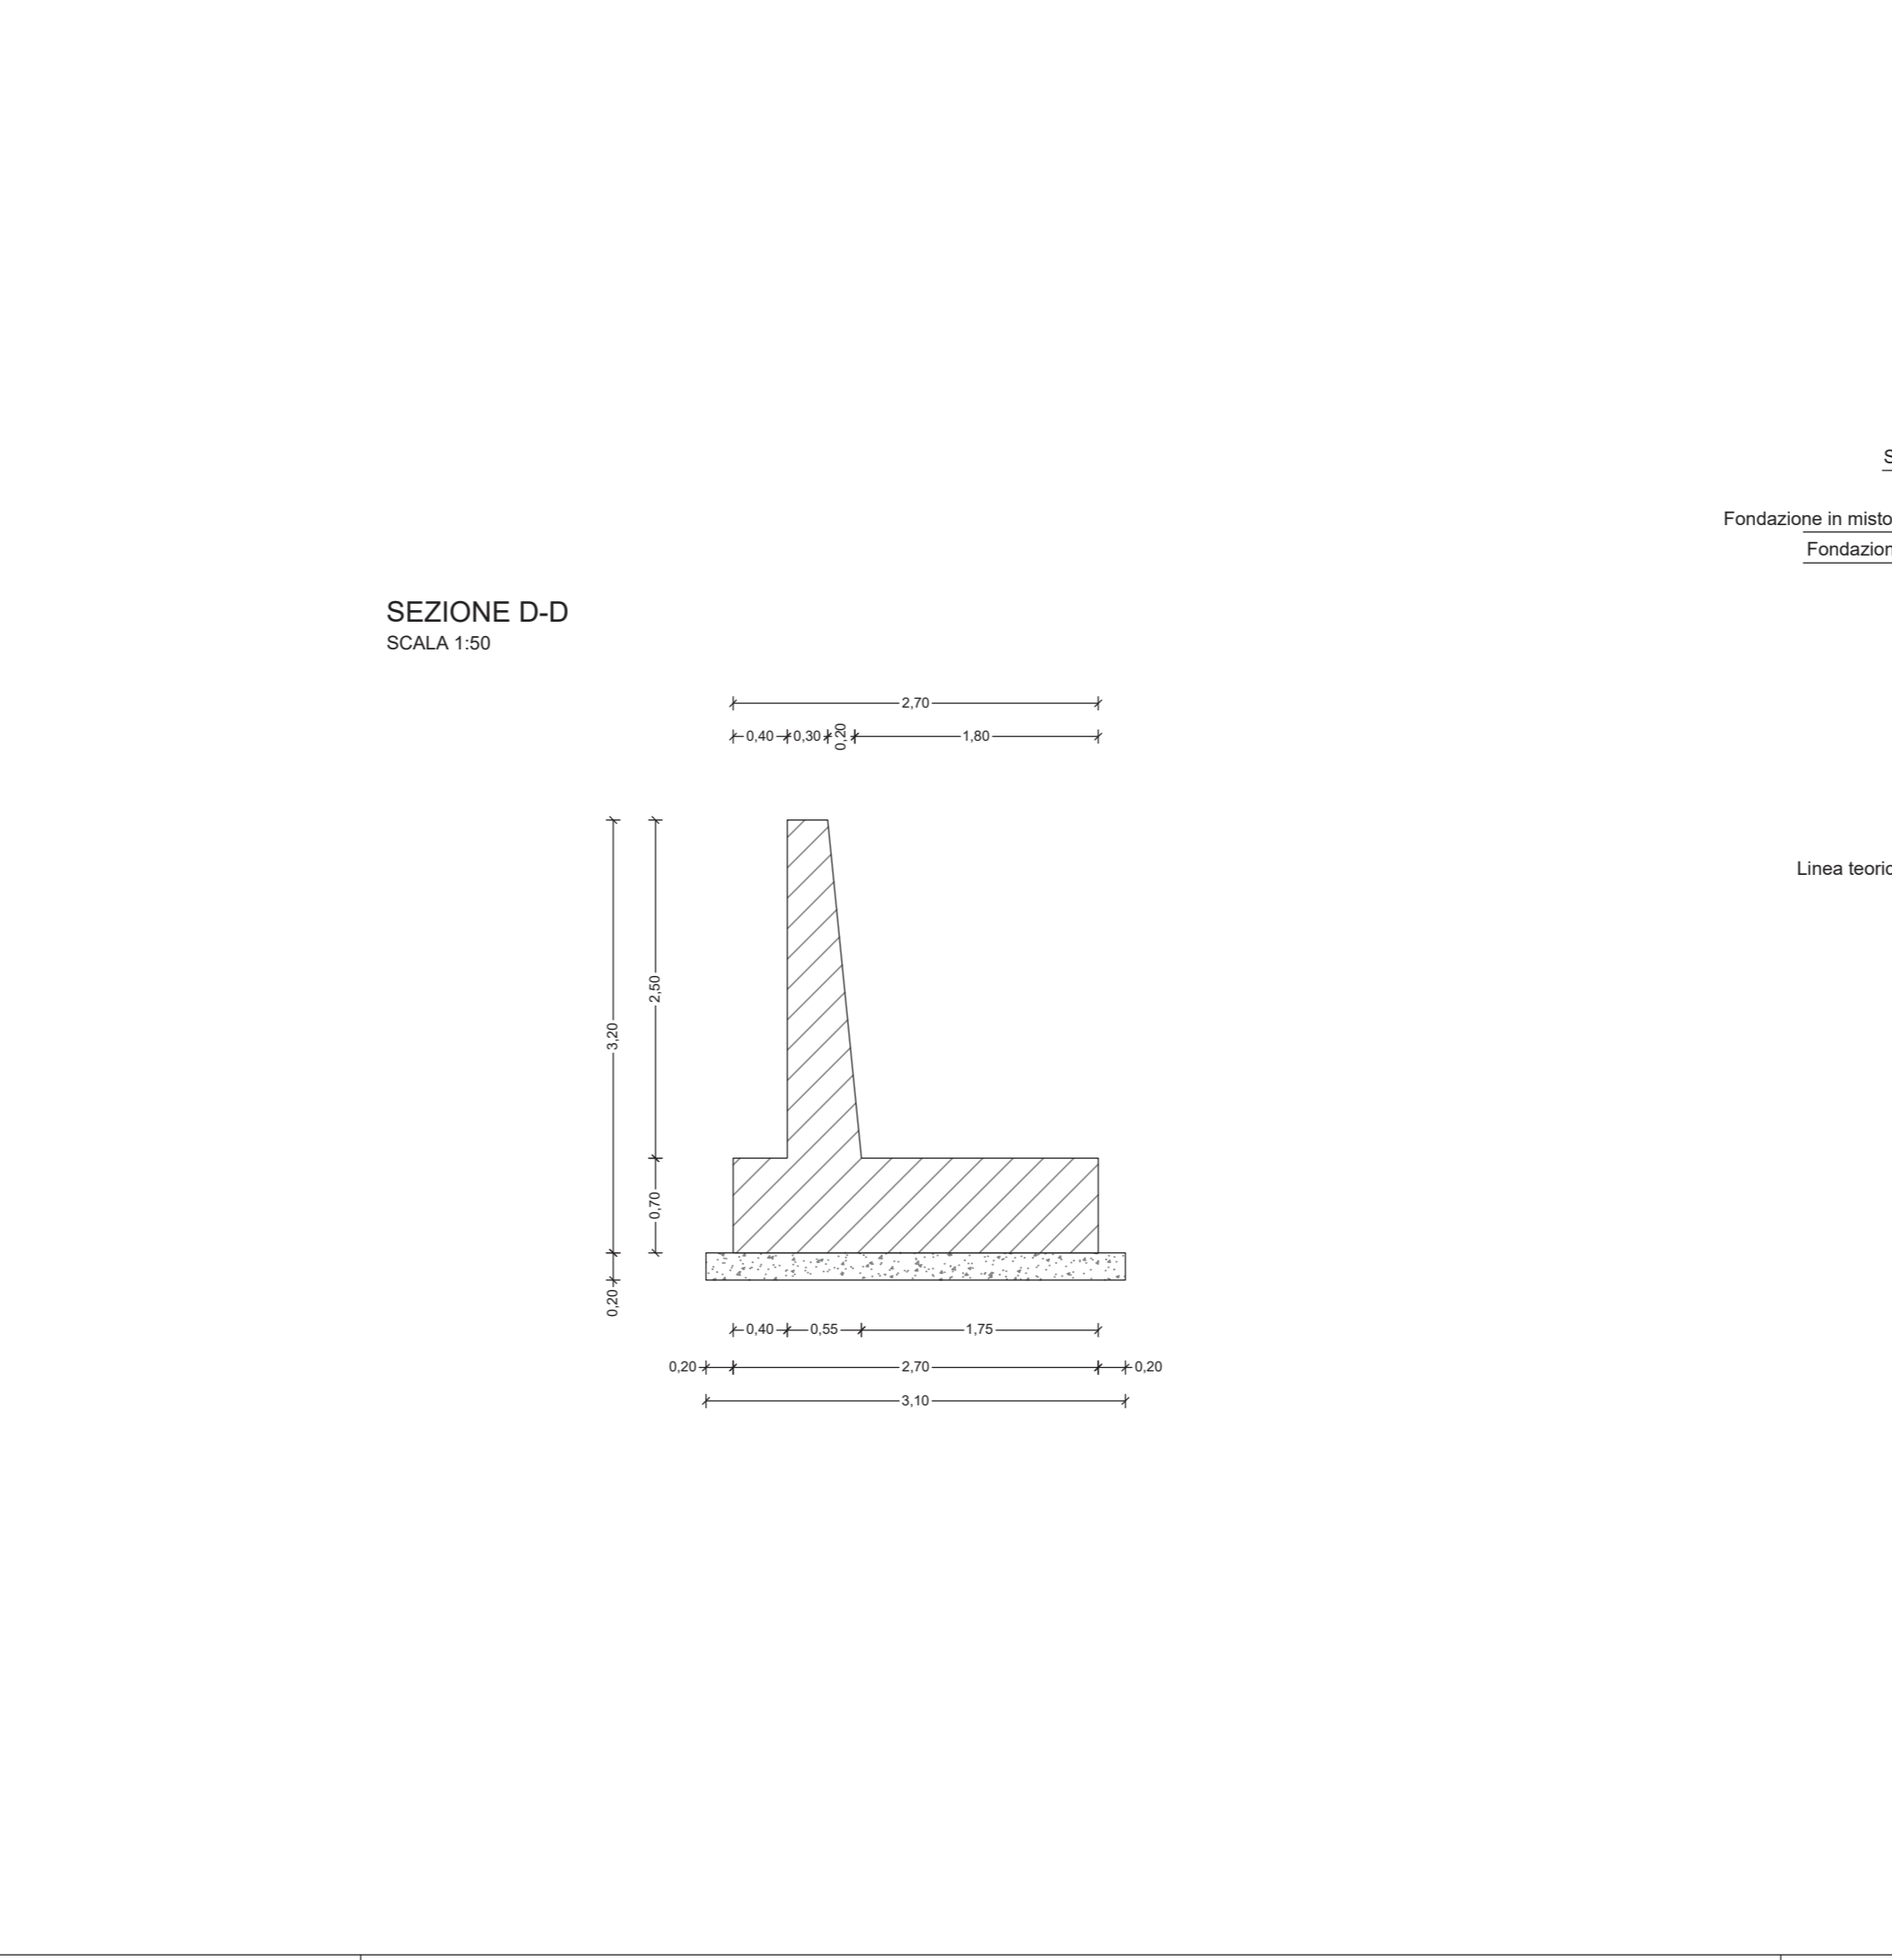 S
Fondazione in misto
Fondazion
SEZIONE D-D
SCALA 1:50
2,70
0,40 0,30 0,20 1,80
Linea teoric
2,50
3,20
0,70
0,20
0,40 0,55 1,75
0,20 2,70 0,20
3,10